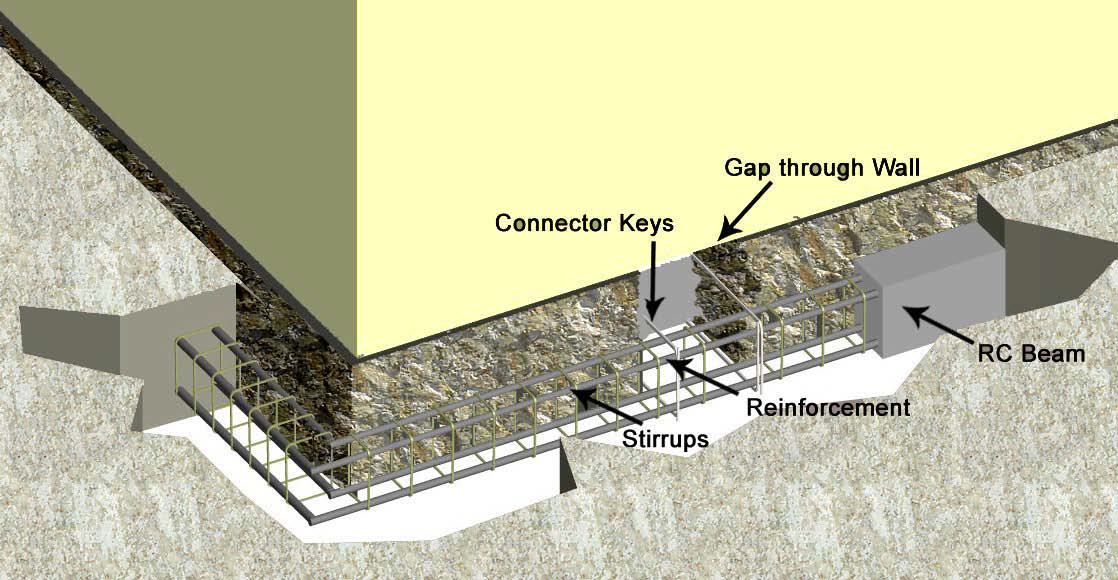 Gap through Wall
Connector Keys
RC Beam
Reinforcement
Stirrups